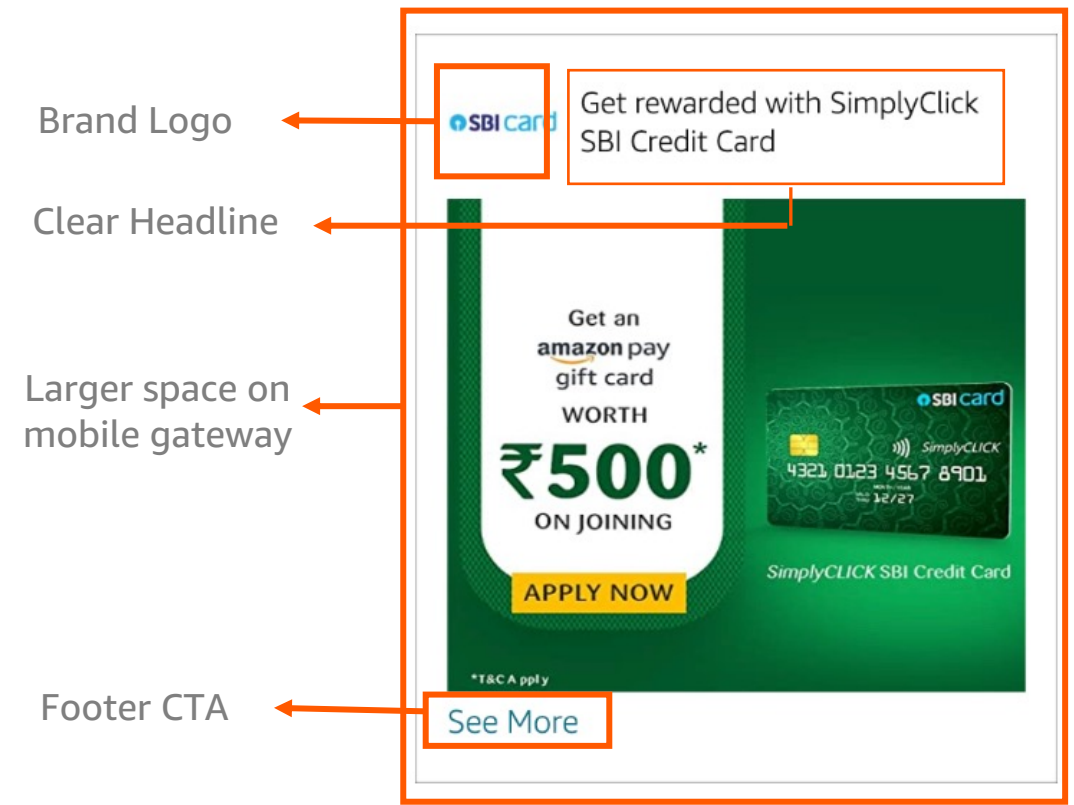 Brand Logo
SBI card
Get rewarded with SimplyClick
SBI Credit Card
Clear Headline
Larger space on
mobile gateway
Get an
amazon pay
gift card
WORTH
₹500*
ON JOINING
APPLY NOW
SBI card
SimplyCLICK
4321 0123 4567 8901
12/27
SimplyCLICK SBI Credit Card
*T&C Apply
Footer CTA
See More